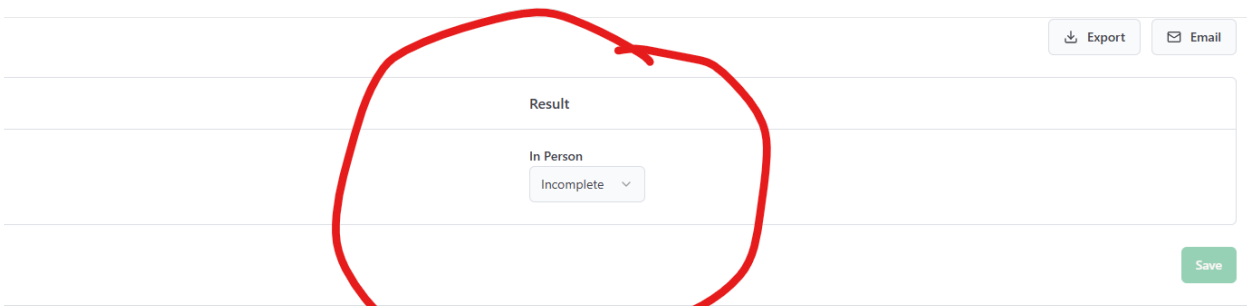 Export
Email
Result
In Person
Incomplete
Save